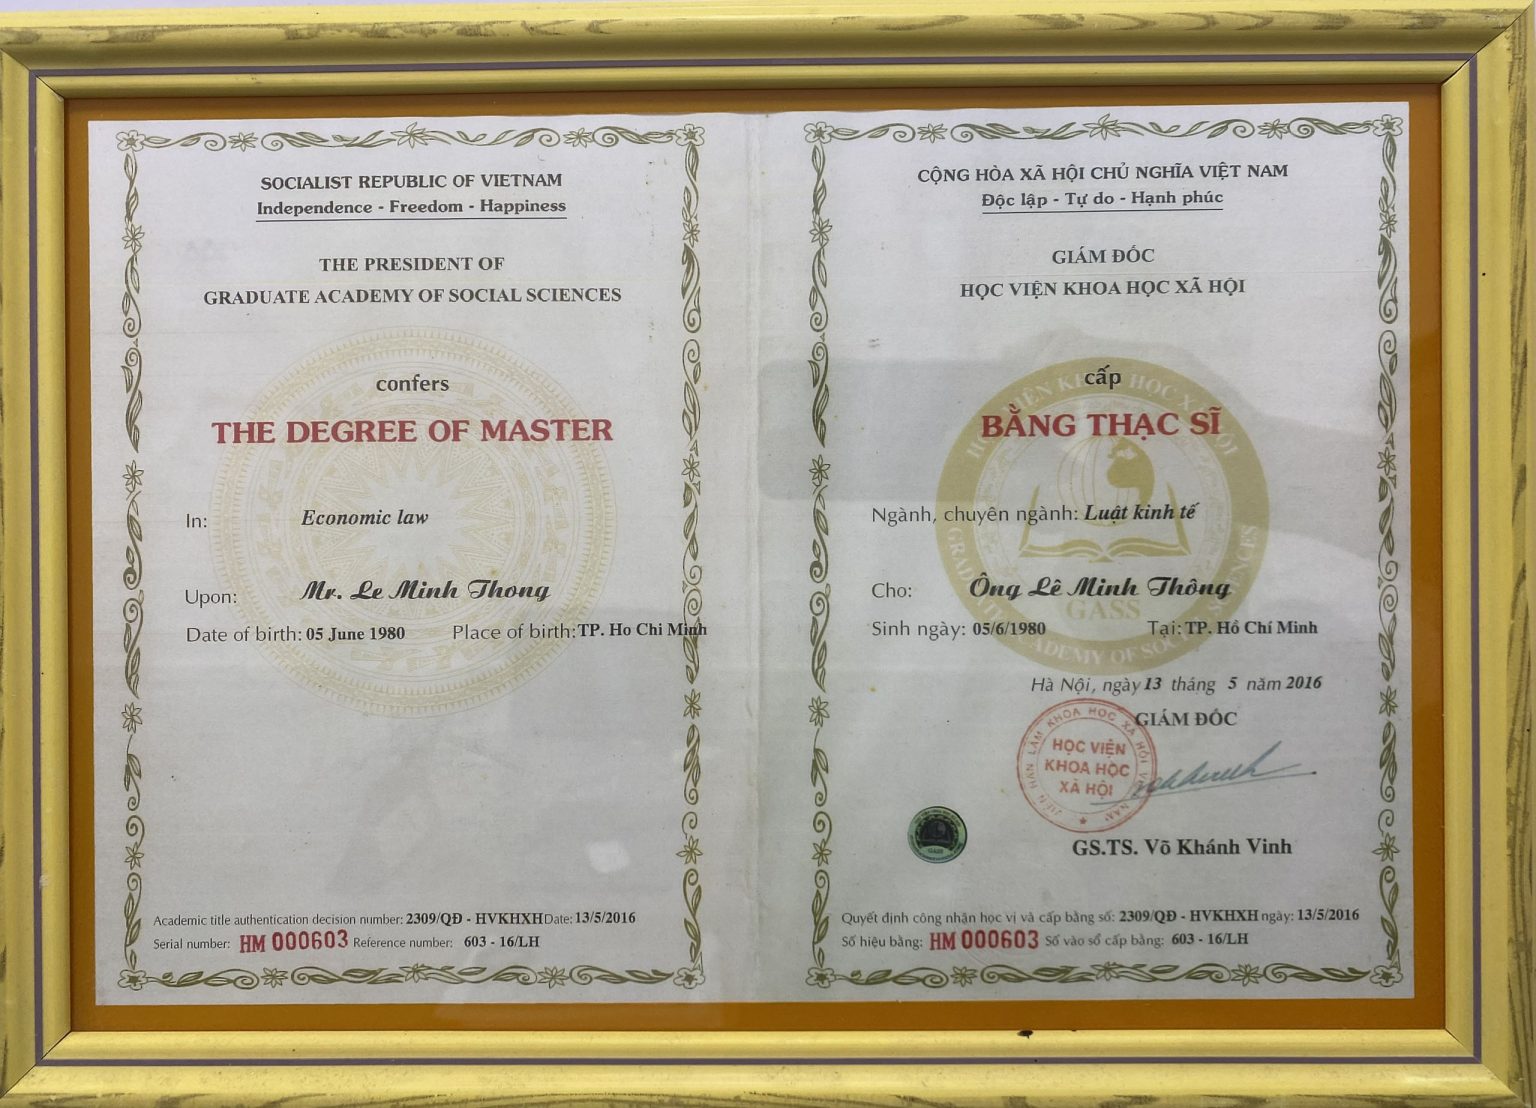 SOCIALIST REPUBLIC OF VIETNAM
Independence - Freedom - Happiness
THE PRESIDENT OF
GRADUATE ACADEMY OF SOCIAL SCIENCES
confers
THE DEGREE OF MASTER
In: Economic law
Upon: Mr. Le Minh Thong
Date of birth: 05 June 1980 Place of birth: TP. Ho Chi Minh
Academic title authentication decision number: 2309/QĐ - HVKHXH Date: 13/5/2016
Serial number: HM 000603 Reference number: 603 - 16/LH
CỘNG HÒA XÃ HỘI CHỦ NGHĨA VIỆT NAM
Độc lập - Tự do - Hạnh phúc
GIÁM ĐỐC
HỌC VIỆN KHOA HỌC XÃ HỘI
cấp
BẰNG THẠC SĨ
Ngành, chuyên ngành: Luật kinh tế
Cho: Ông Lê Minh Thông
GASS
Sinh ngày: 05/6/1980 Tại: TP. Hồ Chí Minh
Hà Nội, ngày 13 tháng 5 năm 2016
GIÁM ĐỐC
HỌC VIỆN
KHOA HỌC
XÃ HỘI
GS.TS. Võ Khánh Vinh
Quyết định công nhận học vị và cấp bằng số: 2309/QĐ - HVKHXH ngày: 13/5/2016
Số hiệu bằng: HM 000603 Số vào sổ cấp bằng: 603 - 16/LH